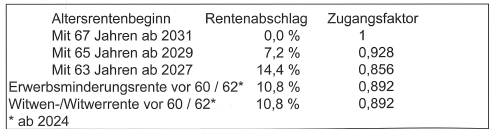 Altersrentenbeginn Rentenabschlag Zugangsfaktor
Mit 67 Jahren ab 2031 0,0 % 1
Mit 65 Jahren ab 2029 7,2 % 0,928
Mit 63 Jahren ab 2027 14,4 % 0,856
Erwerbsminderungsrente vor 60 / 62* 10,8 % 0,892
Witwen-/Witwerrente vor 60 / 62* 10,8 % 0,892
* ab 2024